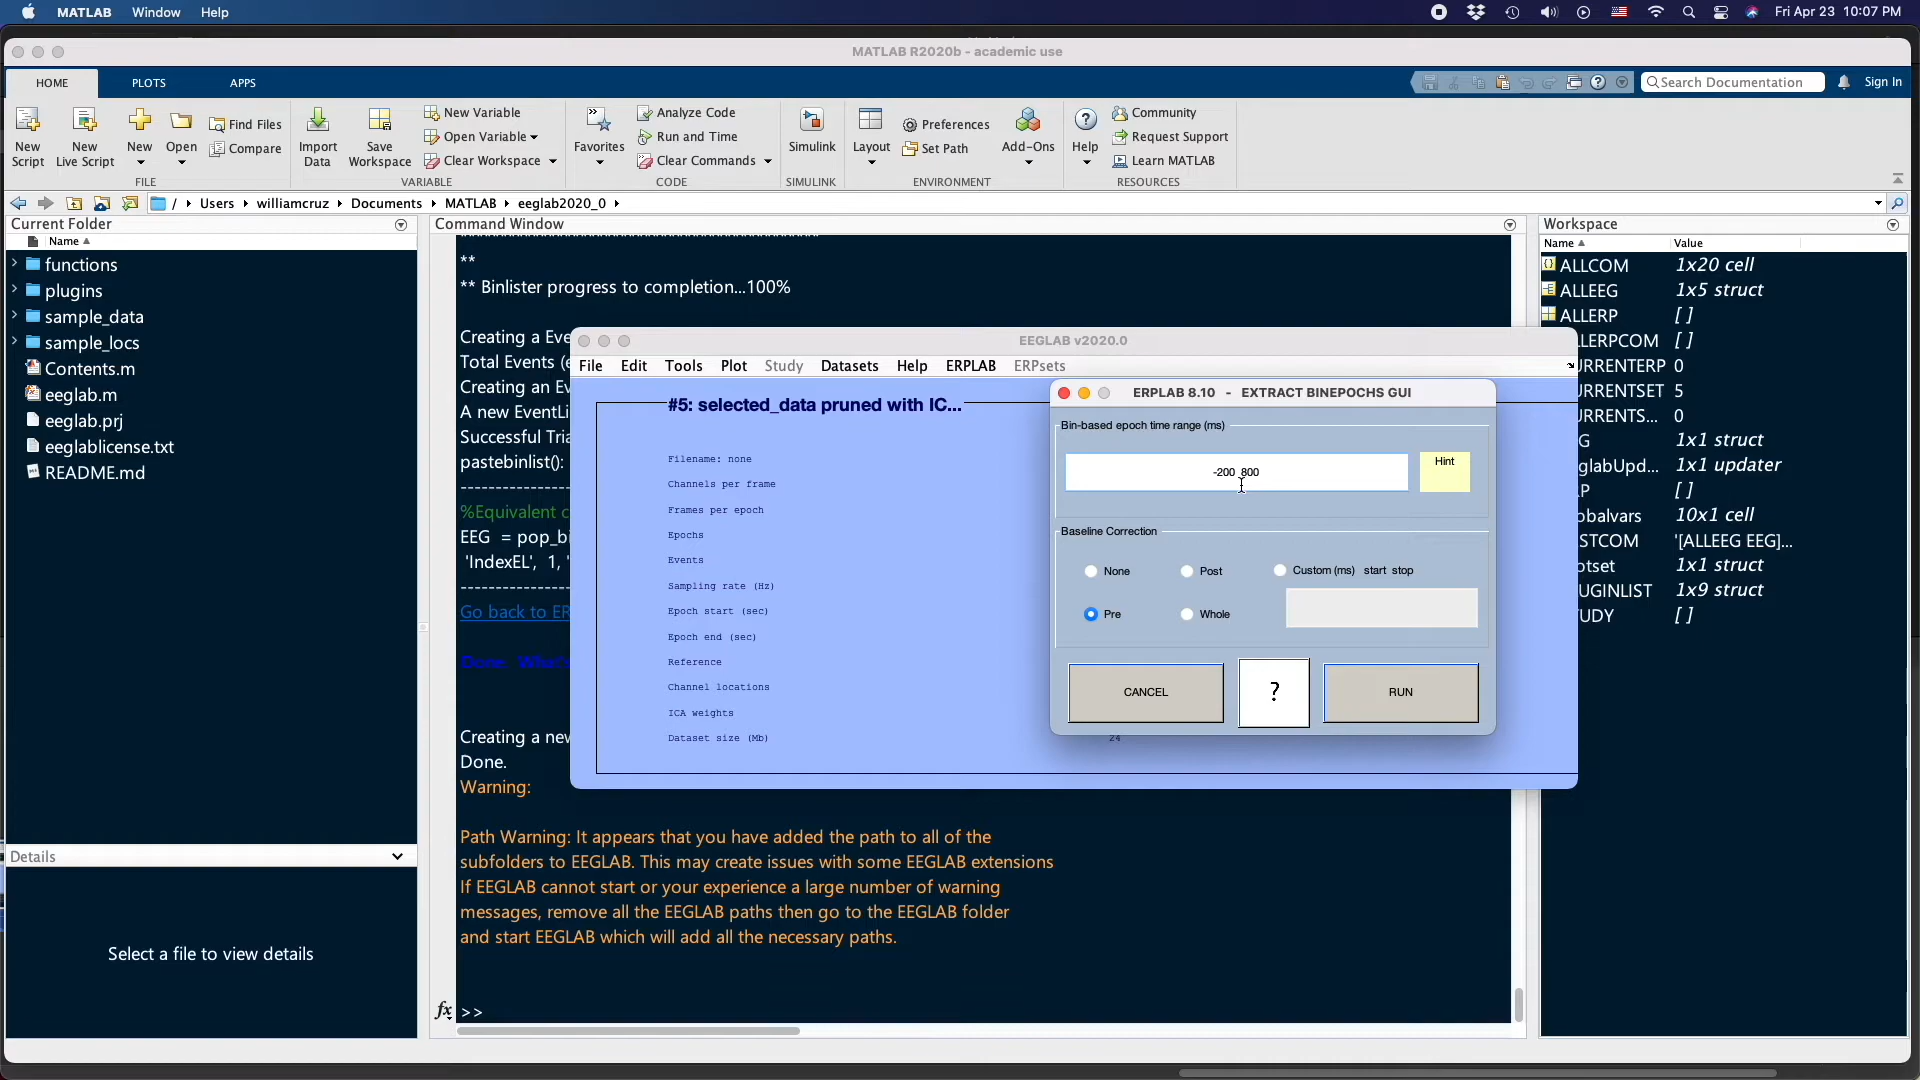 MATLAB Window Help Fri Apr 23 10:07 PM
MATLAB R2020b - academic use
HOME PLOTS APPS
Search Documentation Sign In
New Script
New Live Script
New
Open
Find Files
Compare
FILE
Import Data
Save Workspace
New Variable
Open Variable
Clear Workspace
VARIABLE
Favorites
Analyze Code
Run and Time
Clear Commands
CODE
Simulink
SIMULINK
Layout
Preferences
Set Path
Add-Ons
ENVIRONMENT
Help
Community
Request Support
Learn MATLAB
RESOURCES
/ Users williamcruz Documents MATLAB eeglab2020_0
Current Folder
Name
functions
plugins
sample_data
sample_locs
Contents.m
eeglab.m
eeglab.prj
eeglablicense.txt
README.md
Details
Select a file to view details
Command Window
**
** Binlister progress to completion...100%
Creating a Eve
Total Events (e
Creating an Ev
A new EventLi
Successful Tria
pastebinlist():
%Equivalent c
EEG = pop_bi
'IndexEL', 1, '
Go back to ER
Done. What's
Creating a new
Done.
Warning:
Path Warning: It appears that you have added the path to all of the
subfolders to EEGLAB. This may create issues with some EEGLAB extensions
If EEGLAB cannot start or your experience a large number of warning
messages, remove all the EEGLAB paths then go to the EEGLAB folder
and start EEGLAB which will add all the necessary paths.
fx >>
EEGLAB v2020.0
File Edit Tools Plot Study Datasets Help ERPLAB ERPsets
#5: selected_data pruned with IC...
Filename: none
Channels per frame
Frames per epoch
Epochs
Events
Sampling rate (Hz)
Epoch start (sec)
Epoch end (sec)
Reference
Channel locations
ICA weights
Dataset size (Mb) 24
ERPLAB 8.10 - EXTRACT BINEPOCHS GUI
Bin-based epoch time range (ms)
-200 800
Hint
Baseline Correction
None Post Custom (ms) start stop
Pre Whole
CANCEL ? RUN
Workspace
Name Value
ALLCOM 1x20 cell
ALLEEG 1x5 struct
ALLERP []
LLERPCOM []
URRENTERP 0
JRRENTSET 5
JRRENTS... 0
G 1x1 struct
glabUpd... 1x1 updater
P []
obalvars 10x1 cell
STCOM '[ALLEEG EEG]...
otset 1x1 struct
UGINLIST 1x9 struct
UDY []